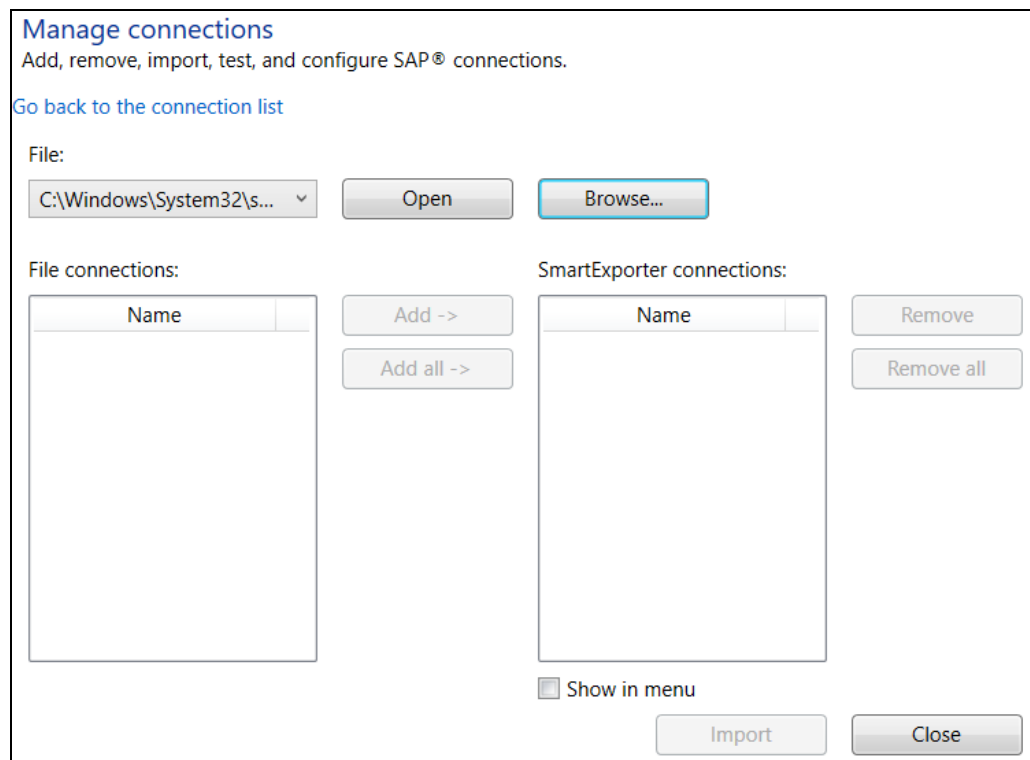 Manage connections
Add, remove, import, test, and configure SAP® connections.
Go back to the connection list
File:
C:\Windows\System32\s... Open Browse...
File connections: SmartExporter connections:
Name Add -> Name Remove
Add all -> Remove all
Show in menu
Import Close